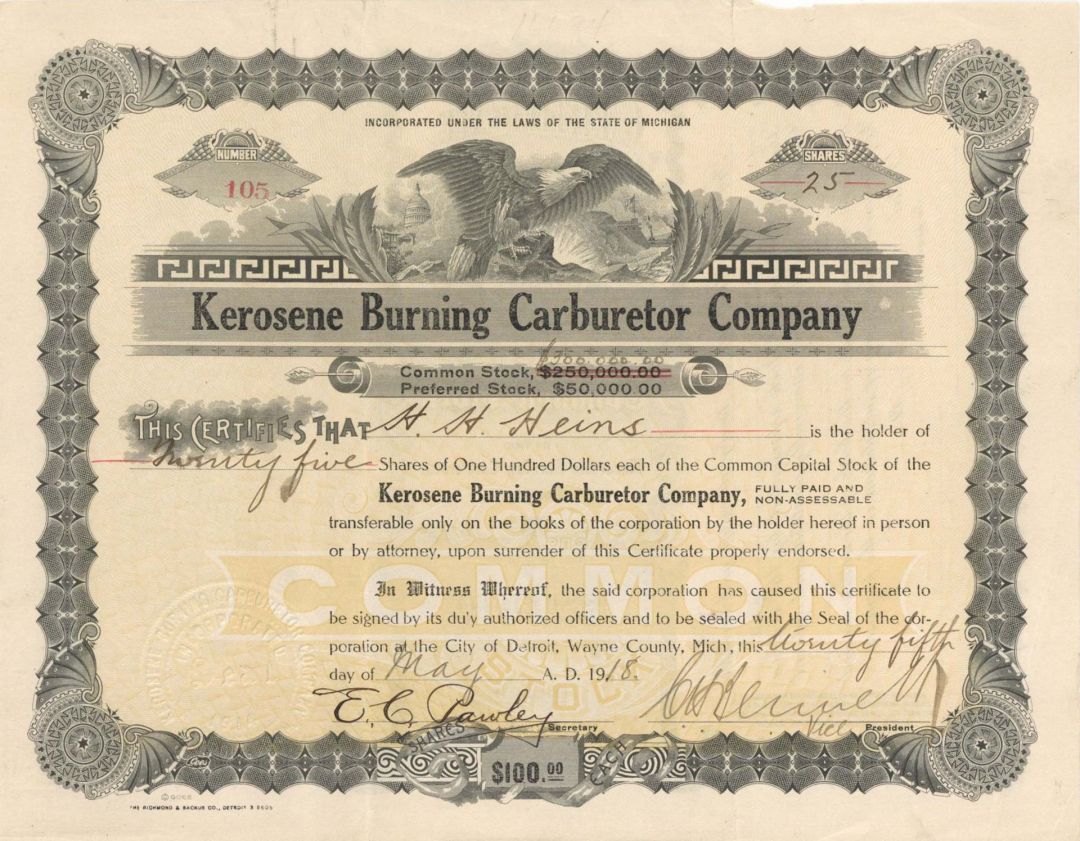 INCORPORATED UNDER THE LAWS OF THE STATE OF MICHIGAN
NUMBER
105
SHARES
25
Kerosene Burning Carburetor Company
Common Stock, $250,000.00
Preferred Stock, $50,000.00
THIS CERTIFIES THAT H. H. Heins is the holder of
Twenty five Shares of One Hundred Dollars each of the Common Capital Stock of the
Kerosene Burning Carburetor Company, FULLY PAID AND NON-ASSESSABLE
transferable only on the books of the corporation by the holder hereof in person
or by attorney, upon surrender of this Certificate properly endorsed.
In Witness Whereof, the said corporation has caused this certificate to
be signed by its du'y authorized officers and to be sealed with the Seal of the cor-
poration at the City of Detroit, Wayne County, Mich, this twenty fifth
day of May A. D. 1918.
COMMON
STOCK
E. C. Pawley
Secretary
Vice President
SHARES
$100.00
EACH
Goes
© GOES
THE RICHMOND & BACKUS CO., DETROIT